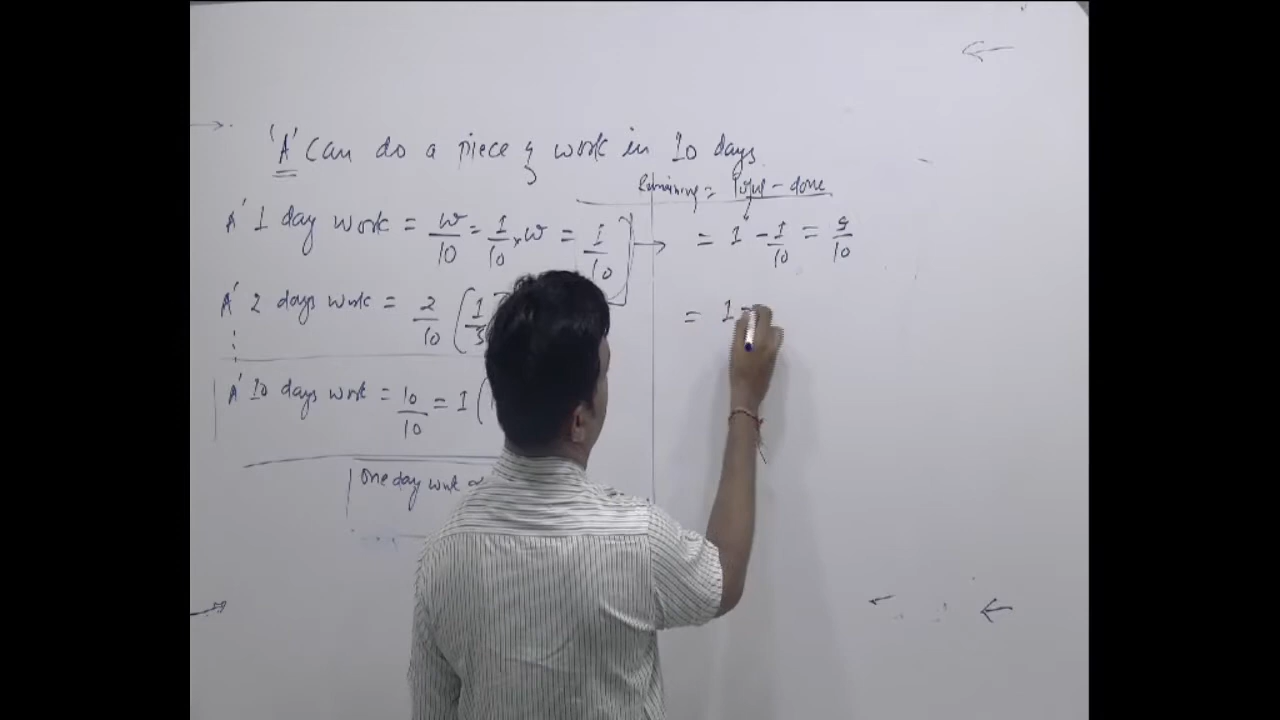 'A' Can do a piece of work in 10 days
Remaining = Total - done
A' 1 day work = w/10 = 1/10 × w = 1/10
= 1 - 1/10 = 9/10
A' 2 days work = 2/10 (1/5
= 1 -
A' 10 days work = 10/10 = 1 (
One day work